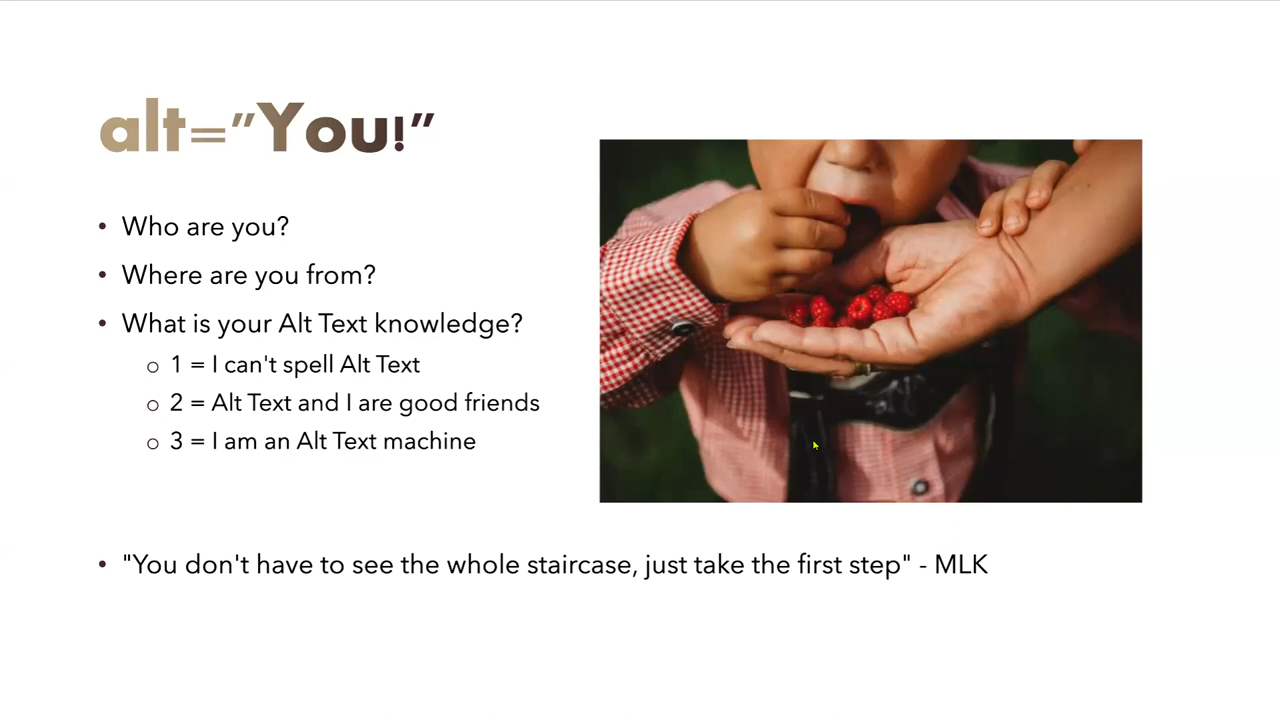 alt="You!"
• Who are you?
• Where are you from?
• What is your Alt Text knowledge?
o 1 = I can't spell Alt Text
o 2 = Alt Text and I are good friends
o 3 = I am an Alt Text machine
• "You don't have to see the whole staircase, just take the first step" - MLK